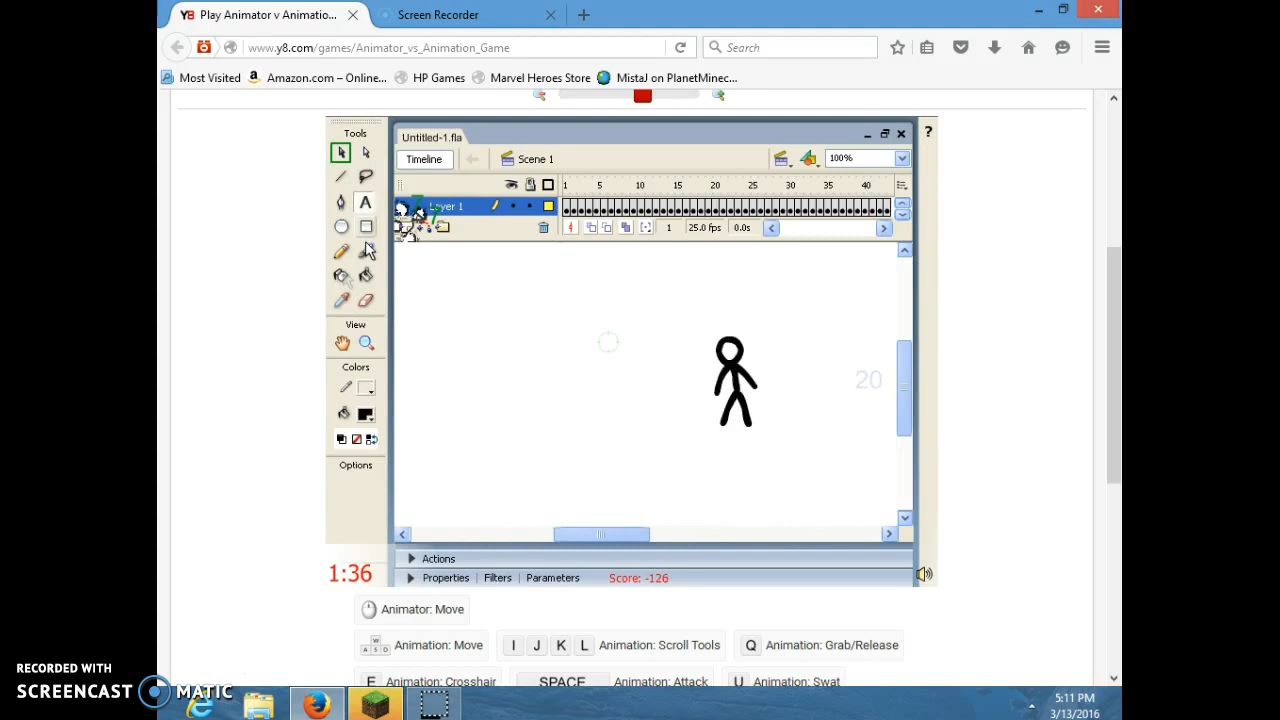 Y8 Play Animator v Animatio... Screen Recorder
www.y8.com/games/Animator_vs_Animation_Game Search
Most Visited Amazon.com – Online... HP Games Marvel Heroes Store MistaJ on PlanetMinec...
Tools Untitled-1.fla ?
Timeline Scene 1 100%
1 5 10 15 20 25 30 35 40
A Layer 1
1 25.0 fps 0.0s
View
Colors
20
Options
Actions
1:36 Properties Filters Parameters Score: -126
Animator: Move
W A S D Animation: Move I J K L Animation: Scroll Tools Q Animation: Grab/Release
E Animation: Crosshair SPACE Animation: Attack U Animation: Swat
RECORDED WITH
SCREENCAST MATIC
5:11 PM
3/13/2016